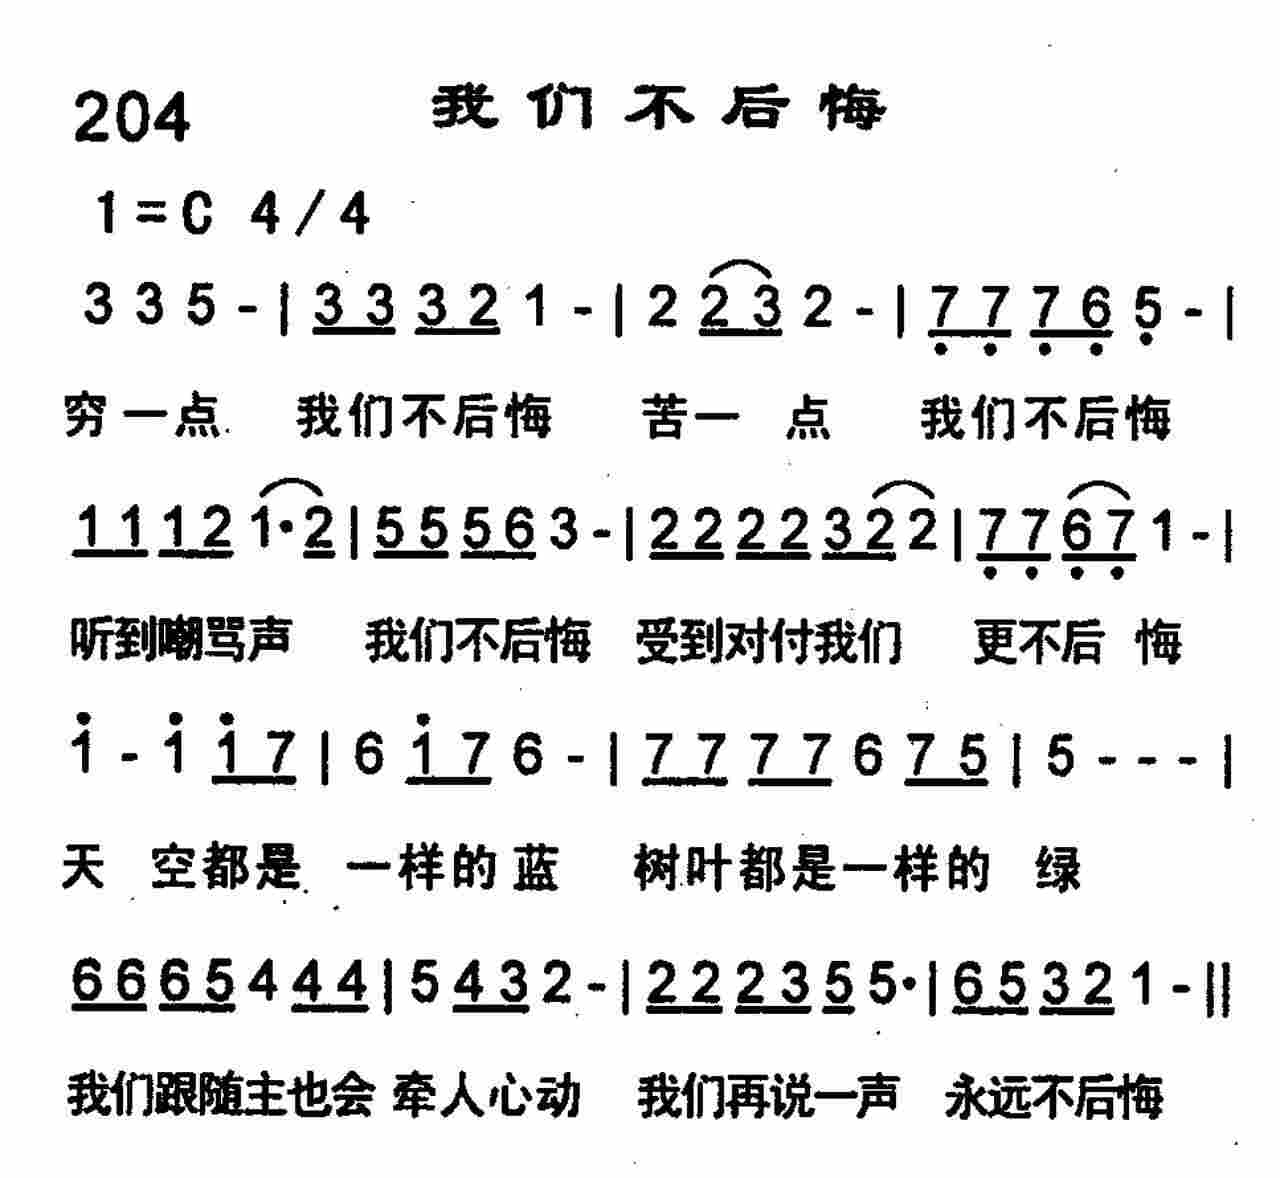 204 我们不后悔
1=C 4/4
3 3 5 - | 3 3 3 2 1 - | 2 2 3 2 - | 7 7 7 6 5 - |
穷一点 我们不后悔 苦一 点 我们不后悔
1 1 1 2 1· 2 | 5 5 5 6 3 - | 2 2 2 2 3 2 2 | 7 7 6 7 1 - |
听到嘲骂声 我们不后悔 受到对付我们 更不后 悔
1 - 1 1 7 | 6 1 7 6 - | 7 7 7 7 6 7 5 | 5 - - - |
天 空都是 一样的蓝 树叶都是一样的 绿
6 6 6 5 4 4 4 | 5 4 3 2 - | 2 2 2 3 5 5· | 6 5 3 2 1 - ||
我们跟随主也会 牵人心动 我们再说一声 永远不后悔